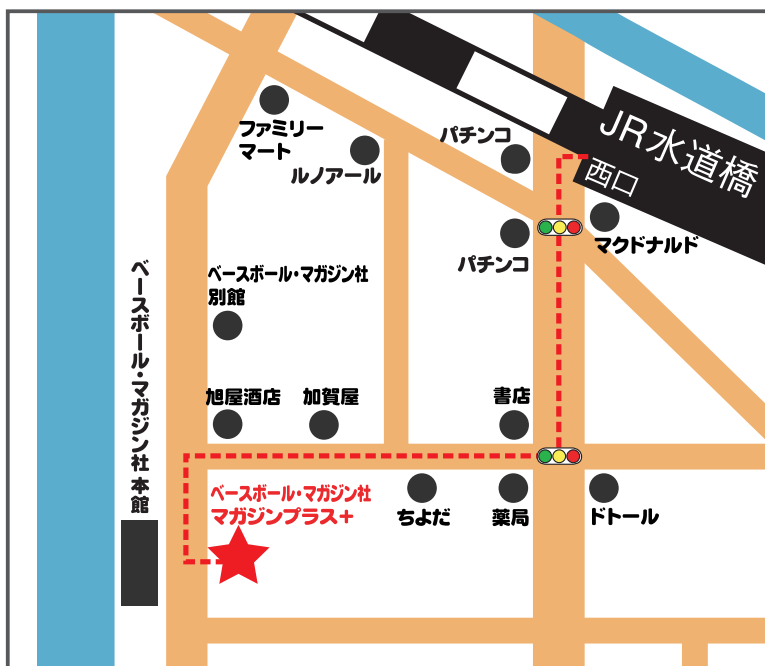 JR水道橋
西口
ファミリー
マート
ルノアール
パチンコ
マクドナルド
パチンコ
ベースボール・マガジン社
別館
ベースボール・マガジン社 本館
旭屋酒店
加賀屋
書店
ベースボール・マガジン社
マガジンプラス+
ちよだ
薬局
ドトール